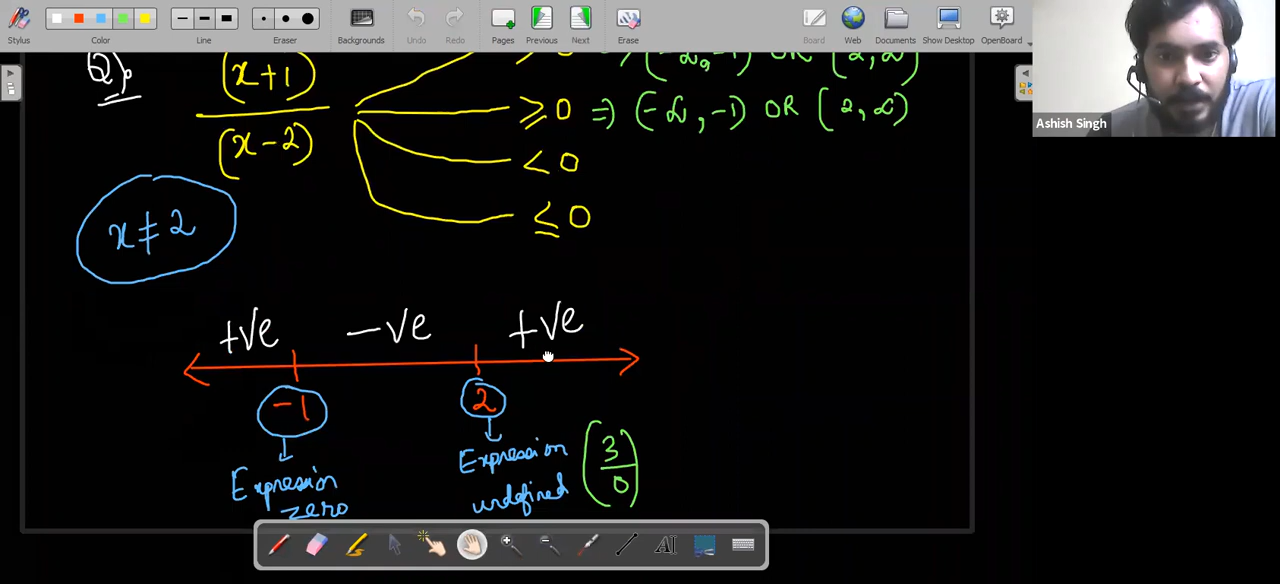 Stylus Color Line Eraser Backgrounds Undo Redo Pages Previous Next Erase Board Web Documents Show Desktop OpenBoard
Ashish Singh
Q).
(x+1)
(x-2)
≥0 ⇒ (-∞, -1) OR [2, ∞)
<0
≤0
x≠2
+ve -ve +ve
-1 2
Expression zero
Expression undefined (3/0)
AI